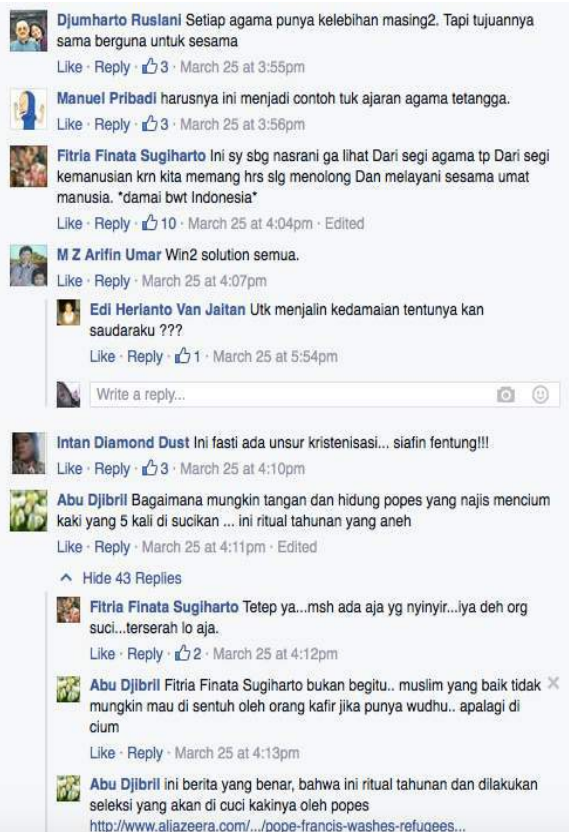 Djumharto Ruslani Setiap agama punya kelebihan masing2. Tapi tujuannya
sama berguna untuk sesama
Like · Reply · 3 · March 25 at 3:55pm
Manuel Pribadi harusnya ini menjadi contoh tuk ajaran agama tetangga.
Like · Reply · 3 · March 25 at 3:56pm
Fitria Finata Sugiharto Ini sy sbg nasrani ga lihat Dari segi agama tp Dari segi
kemanusian krn kita memang hrs slg menolong Dan melayani sesama umat
manusia. *damai bwt Indonesia*
Like · Reply · 10 · March 25 at 4:04pm · Edited
M Z Arifin Umar Win2 solution semua.
Like · Reply · March 25 at 4:07pm
Edi Herianto Van Jaitan Utk menjalin kedamaian tentunya kan
saudaraku ???
Like · Reply · 1 · March 25 at 5:54pm
Write a reply...
Intan Diamond Dust Ini fasti ada unsur kristenisasi... siafin fentung!!!
Like · Reply · 3 · March 25 at 4:10pm
Abu Djibril Bagaimana mungkin tangan dan hidung popes yang najis mencium
kaki yang 5 kali di sucikan ... ini ritual tahunan yang aneh
Like · Reply · March 25 at 4:11pm · Edited
Hide 43 Replies
Fitria Finata Sugiharto Tetep ya...msh ada aja yg nyinyir...iya deh org
suci...terserah lo aja.
Like · Reply · 2 · March 25 at 4:12pm
Abu Djibril Fitria Finata Sugiharto bukan begitu.. muslim yang baik tidak
mungkin mau di sentuh oleh orang kafir jika punya wudhu.. apalagi di
cium
Like · Reply · March 25 at 4:13pm
Abu Djibril ini berita yang benar, bahwa ini ritual tahunan dan dilakukan
seleksi yang akan di cuci kakinya oleh popes
http://www.aljazeera.com/.../pope-francis-washes-refugees...